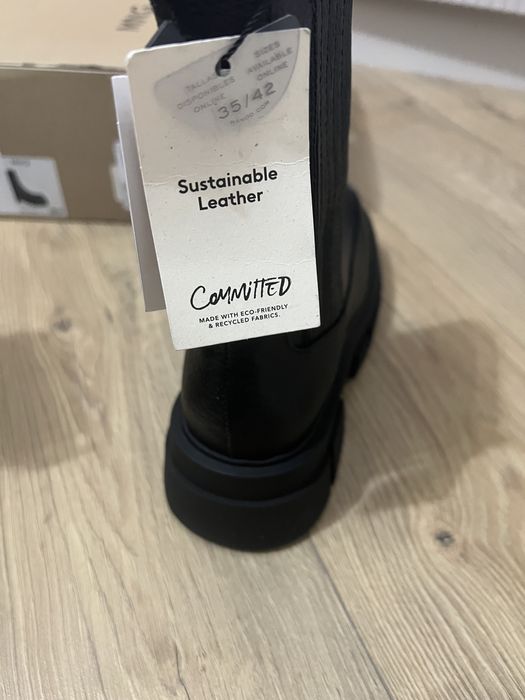 TALLAS
DISPONIBLES
ONLINE
SIZES
AVAILABLE
ONLINE
35/42
Sustainable
Leather
COMMITTED
MADE WITH ECO-FRIENDLY
& RECYCLED FABRICS.